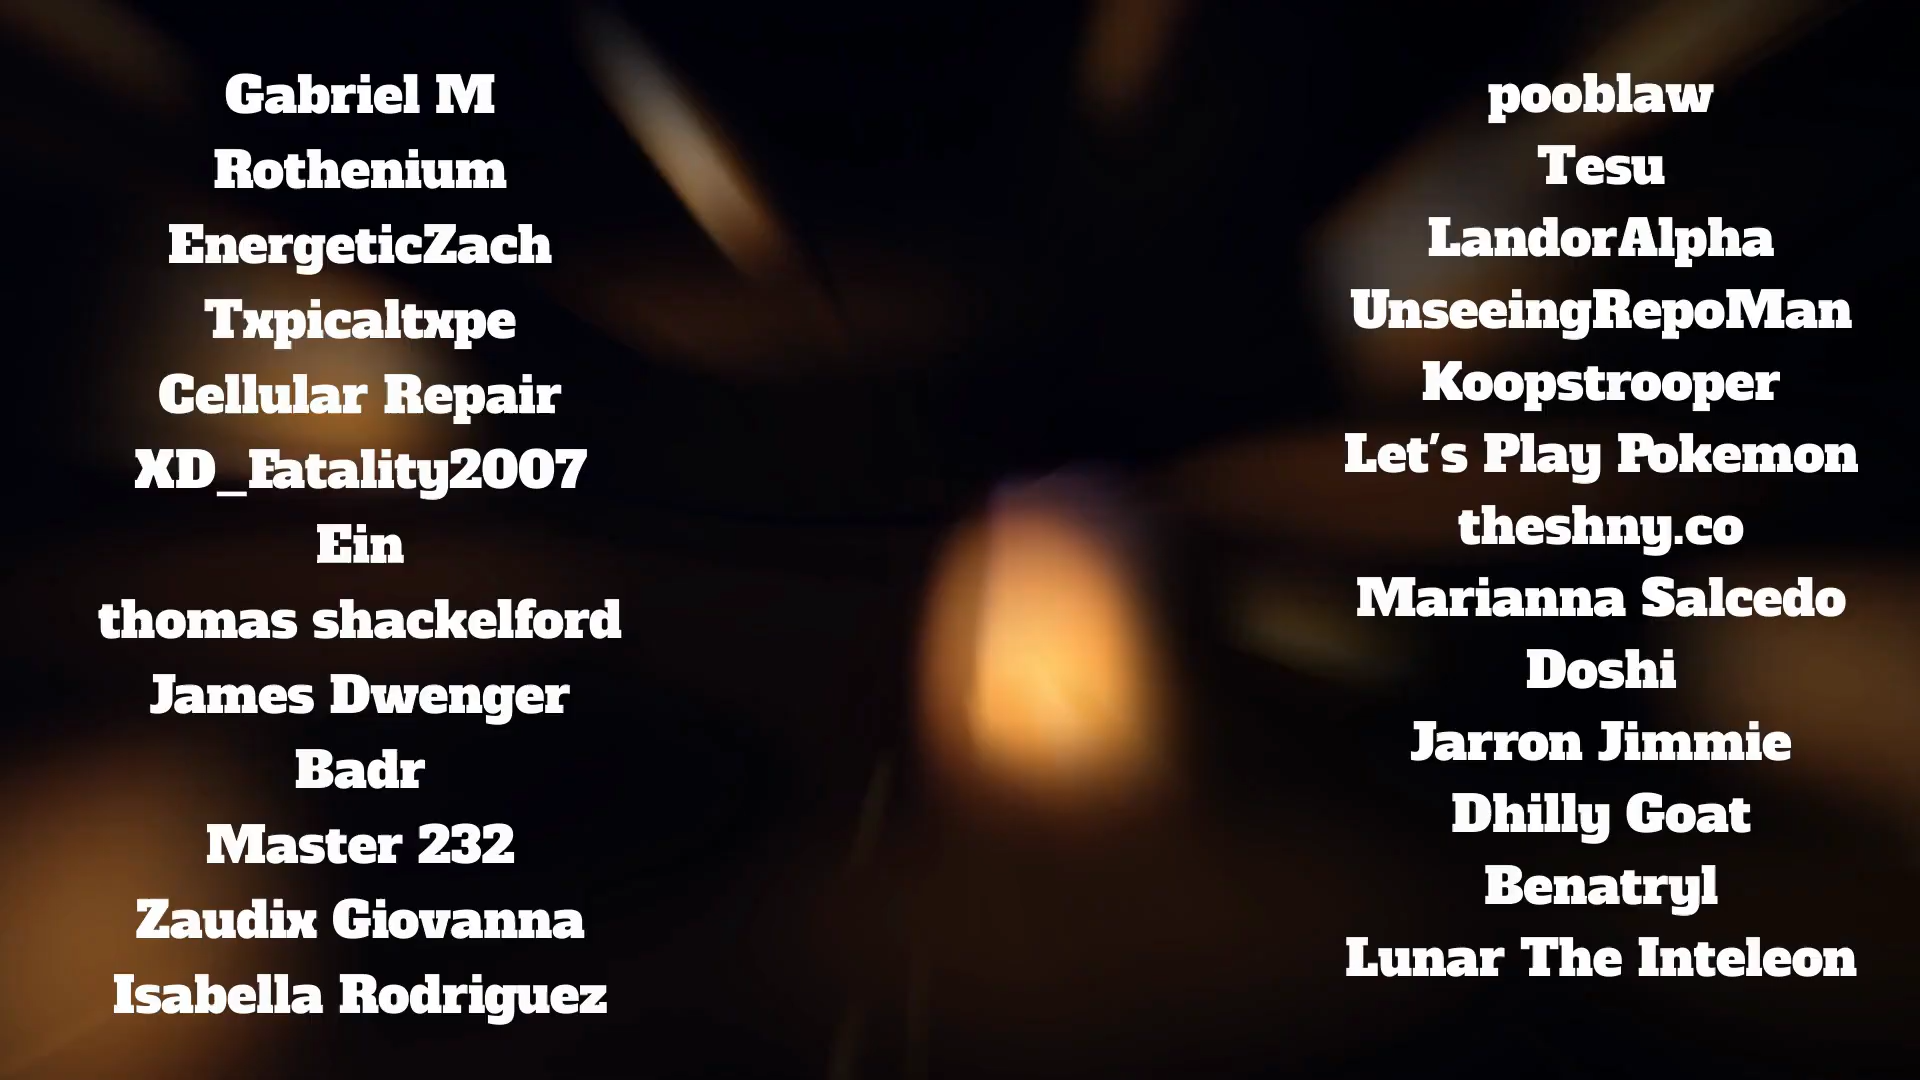 Gabriel M
Rothenium
EnergeticZach
Txpicaltxpe
Cellular Repair
XD_Fatality2007
Ein
thomas shackelford
James Dwenger
Badr
Master 232
Zaudix Giovanna
Isabella Rodriguez
pooblaw
Tesu
LandorAlpha
UnseeingRepoMan
Koopstrooper
Let's Play Pokemon
theshny.co
Marianna Salcedo
Doshi
Jarron Jimmie
Dhilly Goat
Benatryl
Lunar The Inteleon